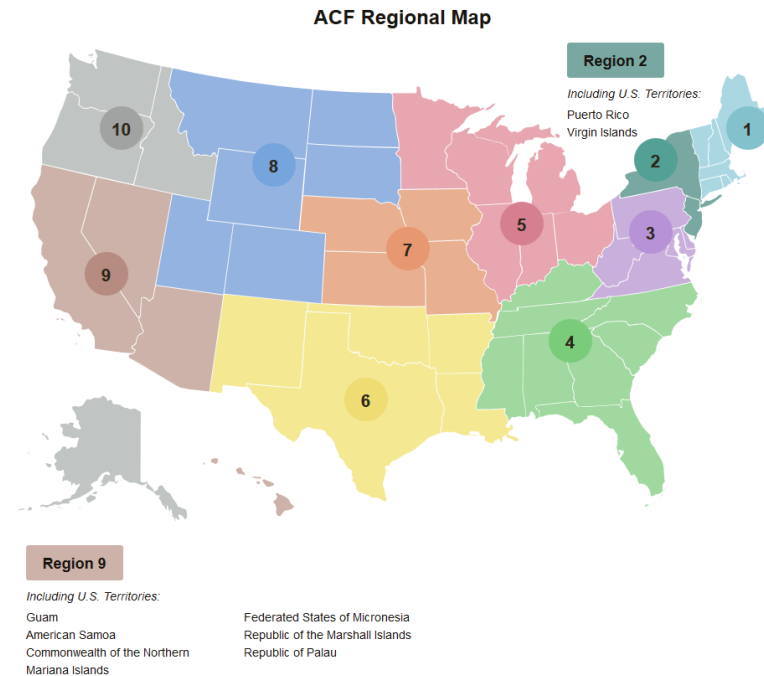 ACF Regional Map
Region 2
Including U.S. Territories:
Puerto Rico
Virgin Islands
1
2
10
8
5
3
7
9
4
6
Region 9
Including U.S. Territories:
Guam
American Samoa
Commonwealth of the Northern
Mariana Islands
Federated States of Micronesia
Republic of the Marshall Islands
Republic of Palau